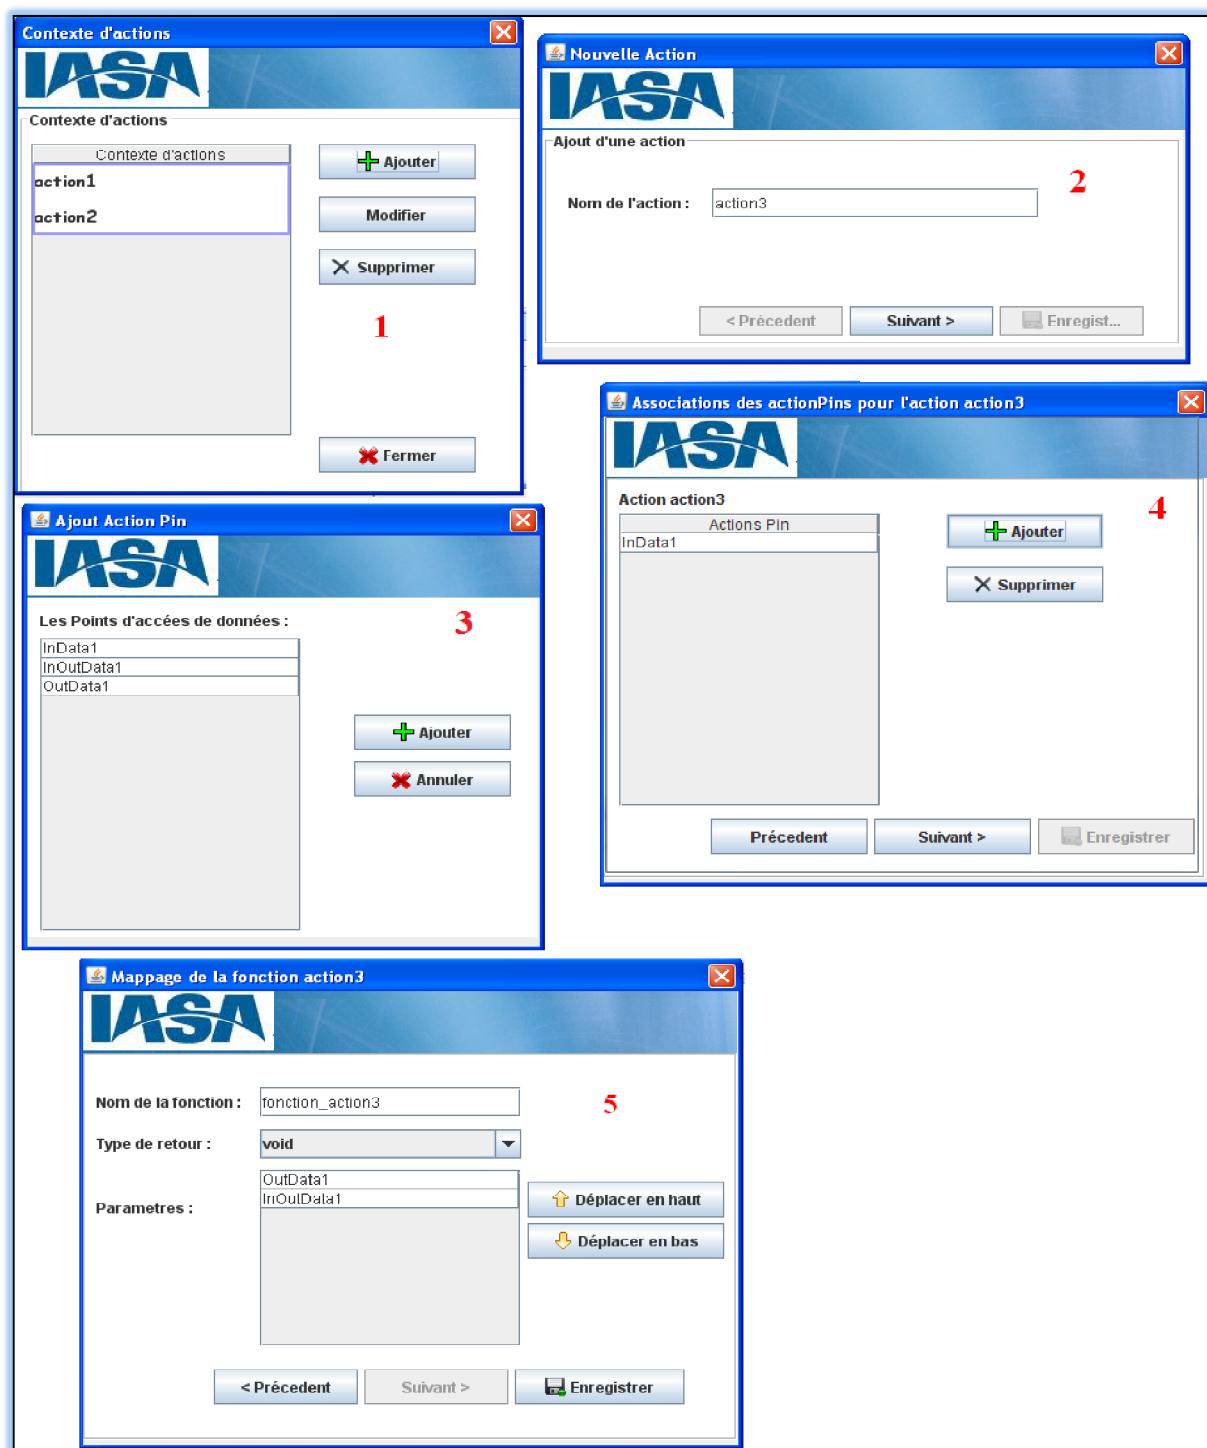 Contexte d'actions
IASA
Contexte d'actions
Contexte d'actions
action1
action2
Ajouter
Modifier
Supprimer
1
Fermer
Nouvelle Action
IASA
Ajout d'une action
2
Nom de l'action : action3
< Précedent Suivant > Enregist...
Ajout Action Pin
IASA
3
Les Points d'accées de données :
InData1
InOutData1
OutData1
Ajouter
Annuler
Associations des actionPins pour l'action action3
IASA
Action action3
4
Actions Pin
InData1
Ajouter
Supprimer
Précedent Suivant > Enregistrer
Mappage de la fonction action3
IASA
5
Nom de la fonction : fonction_action3
Type de retour : void
Parametres :
OutData1
InOutData1
Déplacer en haut
Déplacer en bas
< Précedent Suivant > Enregistrer